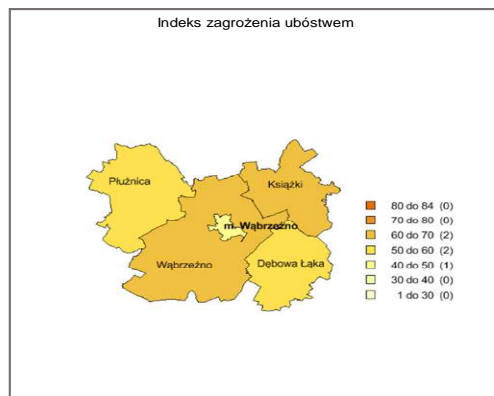 Indeks zagrożenia ubóstwem
Płużnica
Książki
m. Wąbrzeźno
Wąbrzeźno
Dębowa Łąka
80 do 84 (0)
70 do 80 (0)
60 do 70 (2)
50 do 60 (2)
40 do 50 (1)
30 do 40 (0)
1 do 30 (0)